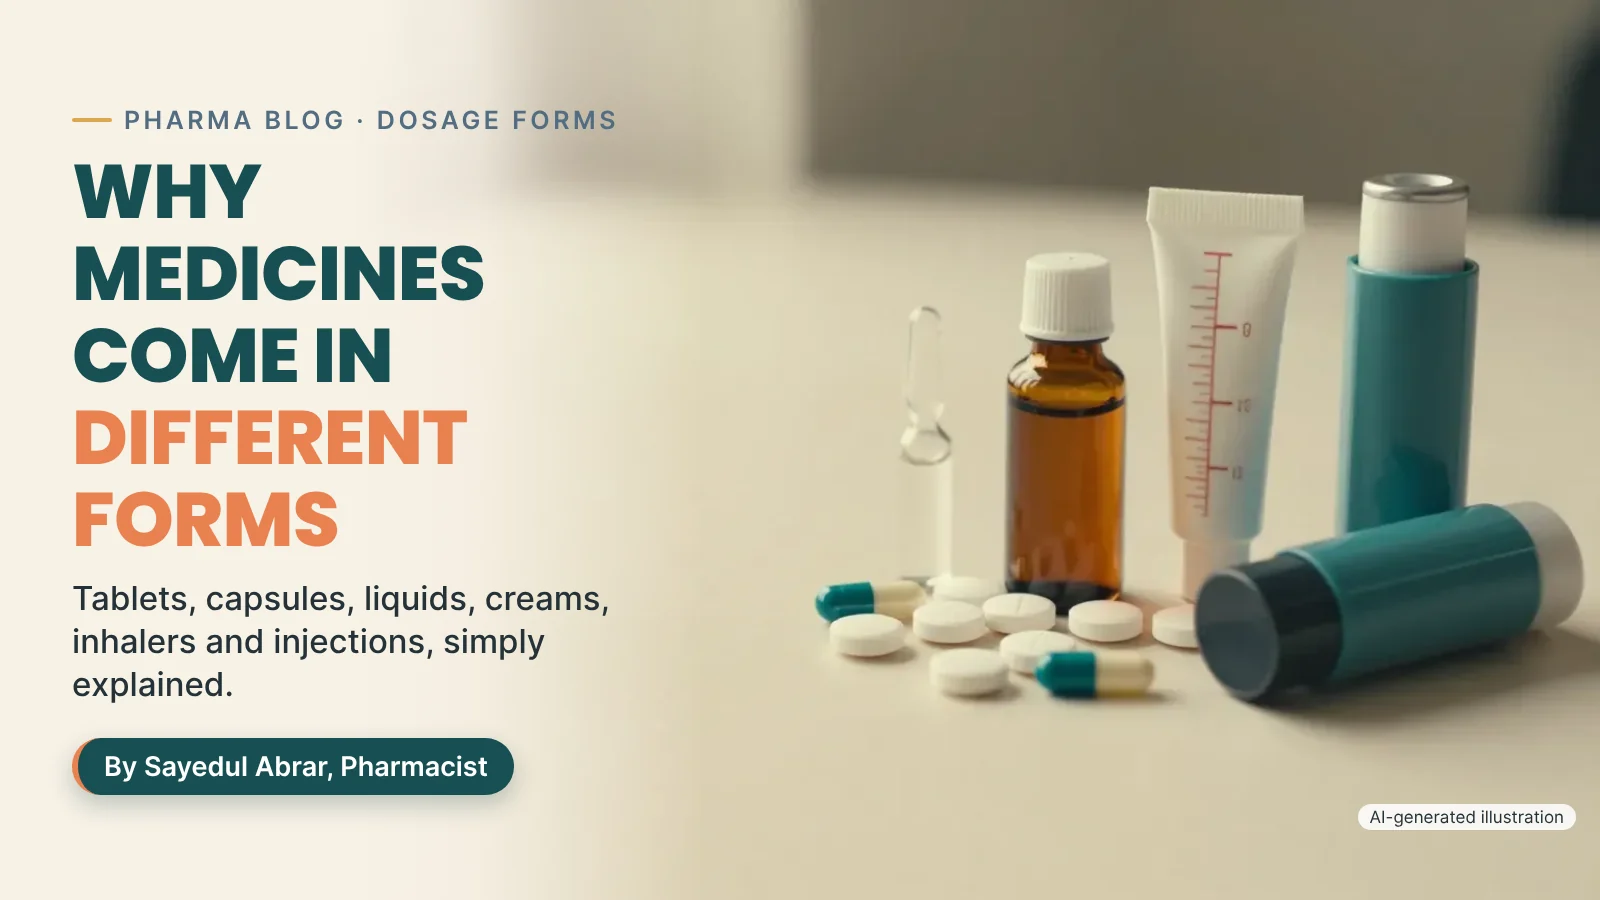 PHARMA BLOG · DOSAGE FORMS
WHY
MEDICINES
COME IN
DIFFERENT
FORMS
Tablets, capsules, liquids, creams,
inhalers and injections, simply
explained.
By Sayedul Abrar, Pharmacist
AI-generated illustration